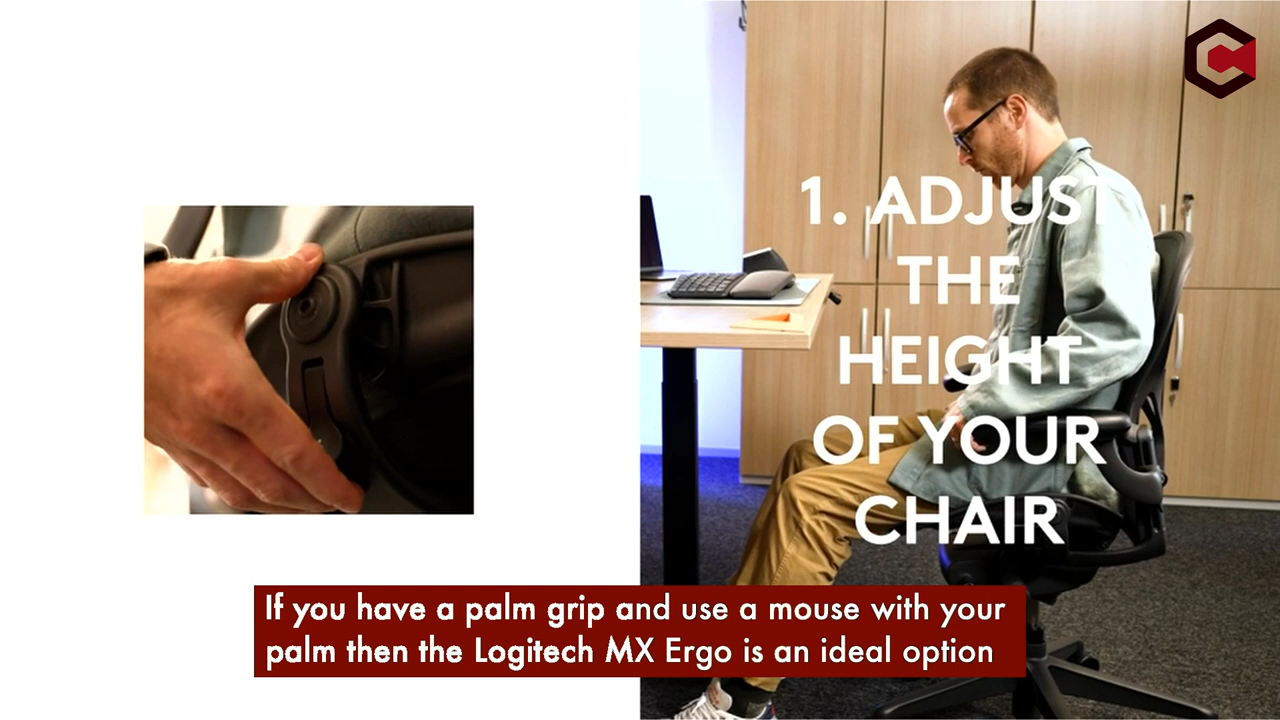 1. ADJUST
THE
HEIGHT
OF YOUR
CHAIR
If you have a palm grip and use a mouse with your
palm then the Logitech MX Ergo is an ideal option